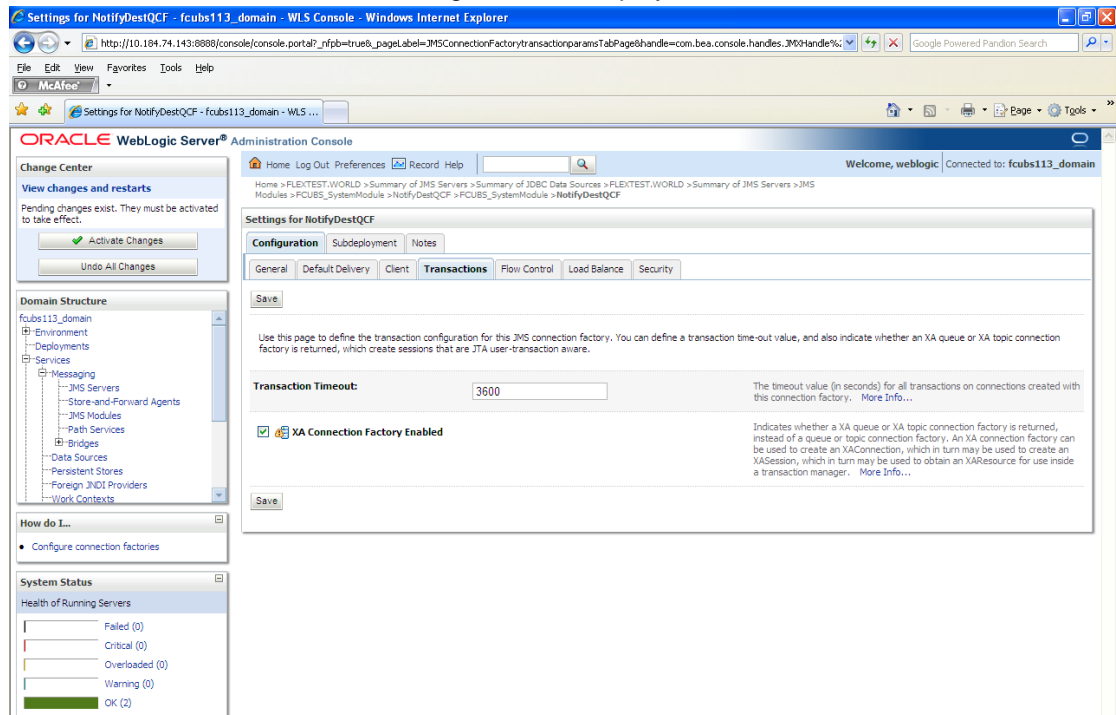 Settings for NotifyDestQCF - fcubs113_domain - WLS Console - Windows Internet Explorer
http://10.184.74.143:8888/console/console.portal?_nfpb=true&_pageLabel=JMSConnectionFactorytransactionparamsTabPage&handle=com.bea.console.handles.JMXHandle%
Google Powered Pandion Search
File Edit View Favorites Tools Help
McAfee
Settings for NotifyDestQCF - fcubs113_domain - WLS ...
Page Tools
ORACLE WebLogic Server® Administration Console
Change Center
View changes and restarts
Pending changes exist. They must be activated
to take effect.
Activate Changes
Undo All Changes
Domain Structure
fcubs113_domain
Environment
Deployments
Services
Messaging
JMS Servers
Store-and-Forward Agents
JMS Modules
Path Services
Bridges
Data Sources
Persistent Stores
Foreign JNDI Providers
Work Contexts
How do I...
Configure connection factories
System Status
Health of Running Servers
Failed (0)
Critical (0)
Overloaded (0)
Warning (0)
OK (2)
Home Log Out Preferences Record Help
Welcome, weblogic Connected to: fcubs113_domain
Home >FLEXTEST.WORLD >Summary of JMS Servers >Summary of JDBC Data Sources >FLEXTEST.WORLD >Summary of JMS Servers >JMS
Modules >FCUBS_SystemModule >NotifyDestQCF >FCUBS_SystemModule >NotifyDestQCF
Settings for NotifyDestQCF
Configuration Subdeployment Notes
General Default Delivery Client Transactions Flow Control Load Balance Security
Save
Use this page to define the transaction configuration for this JMS connection factory. You can define a transaction time-out value, and also indicate whether an XA queue or XA topic connection
factory is returned, which create sessions that are JTA user-transaction aware.
Transaction Timeout: 3600
The timeout value (in seconds) for all transactions on connections created with
this connection factory. More Info...
XA Connection Factory Enabled
Indicates whether a XA queue or XA topic connection factory is returned,
instead of a queue or topic connection factory. An XA connection factory can
be used to create an XAConnection, which in turn may be used to create an
XASession, which in turn may be used to obtain an XAResource for use inside
a transaction manager. More Info...
Save